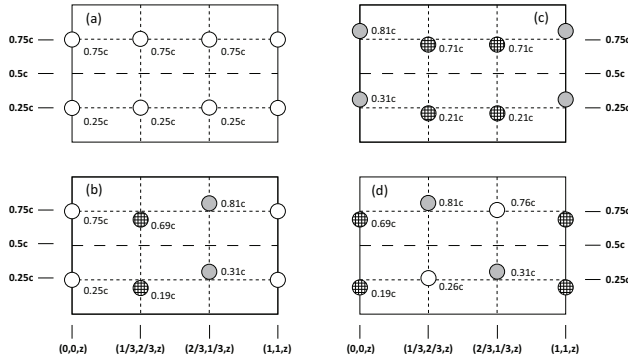 (a)
(c)
0.75c
0.5c
0.25c
0.75c 0.75c 0.75c
0.25c 0.25c 0.25c
0.81c
0.71c 0.71c
0.31c
0.21c 0.21c
0.75c
0.5c
0.25c
(b)
(d)
0.75c
0.5c
0.25c
0.75c 0.69c 0.81c
0.25c 0.19c 0.31c
0.69c 0.81c 0.76c
0.19c 0.26c 0.31c
0.75c
0.5c
0.25c
(0,0,z) (1/3,2/3,z) (2/3,1/3,z) (1,1,z)
(0,0,z) (1/3,2/3,z) (2/3,1/3,z) (1,1,z)